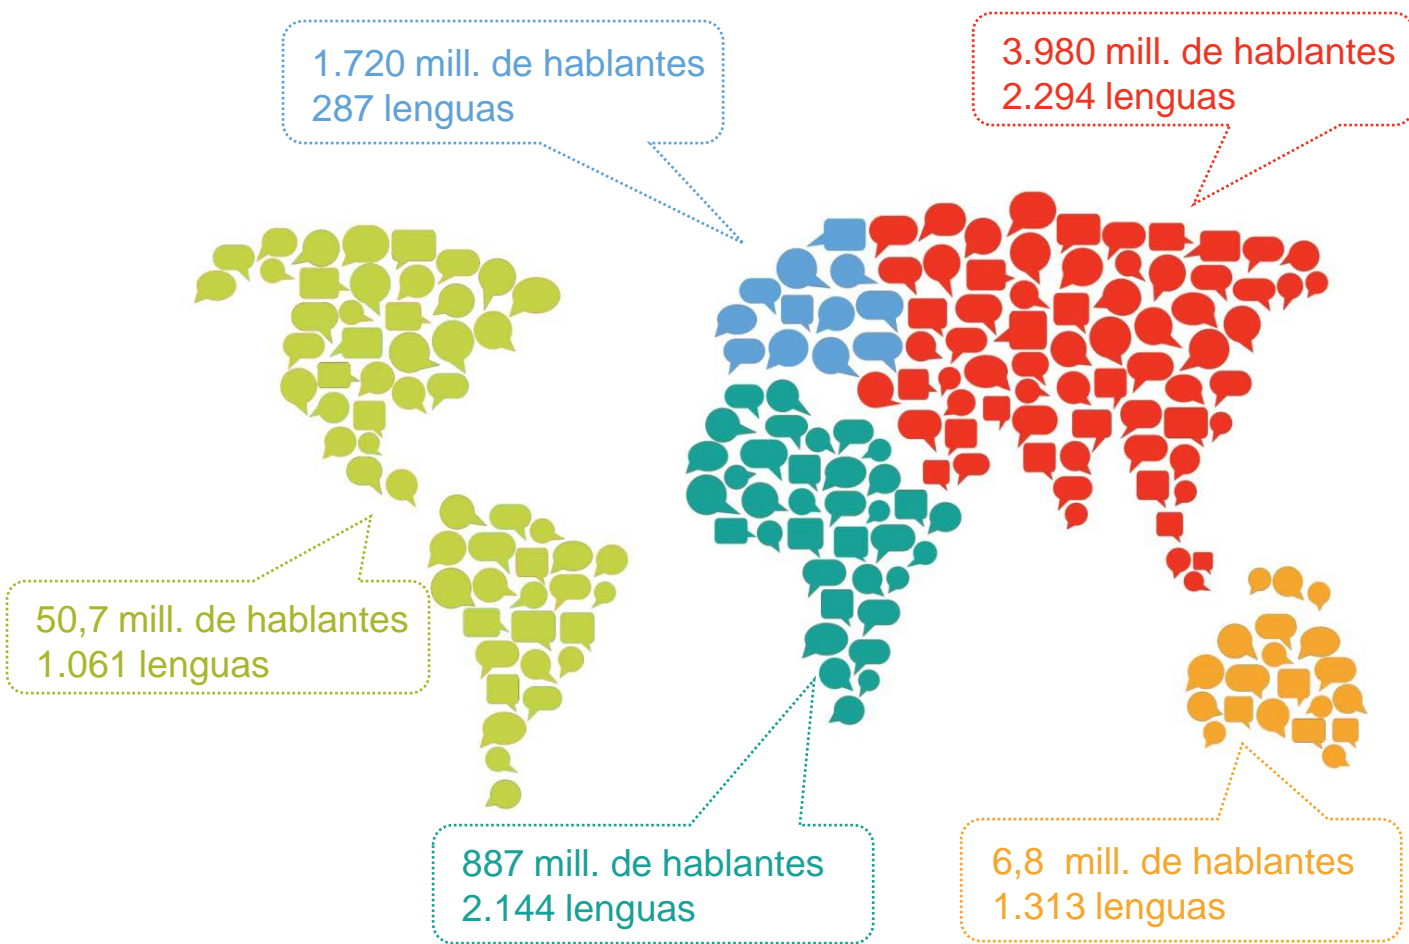 1.720 mill. de hablantes
287 lenguas
3.980 mill. de hablantes
2.294 lenguas
50,7 mill. de hablantes
1.061 lenguas
887 mill. de hablantes
2.144 lenguas
6,8 mill. de hablantes
1.313 lenguas